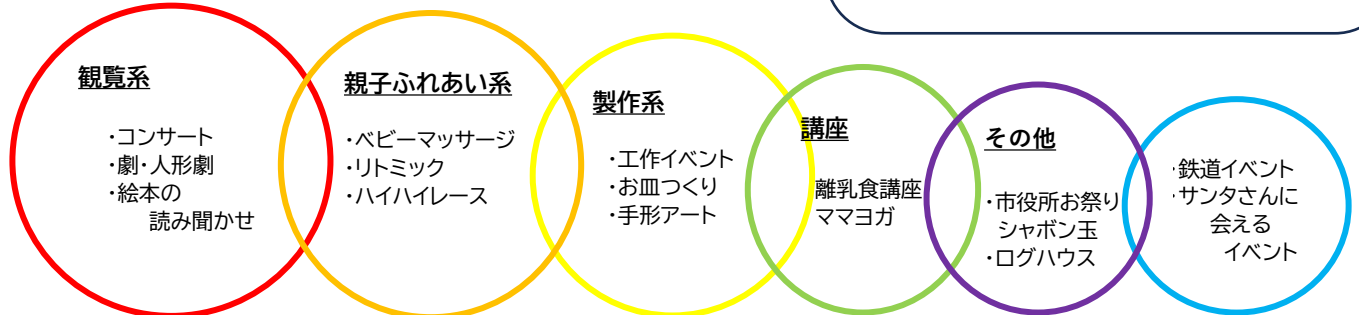 観覧系
・コンサート
・劇・人形劇
・絵本の
読み聞かせ
親子ふれあい系
・ベビーマッサージ
・リトミック
・ハイハイレース
製作系
・工作イベント
・お皿つくり
・手形アート
講座
離乳食講座
ママヨガ
その他
・市役所お祭り
シャボン玉
・ログハウス
・鉄道イベント
・サンタさんに
会える
イベント